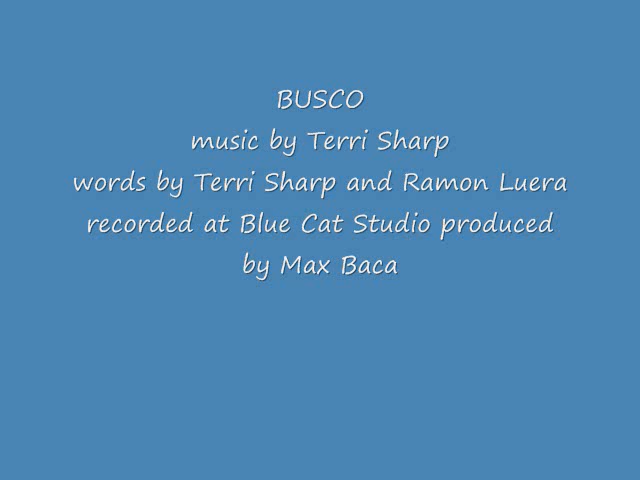 BUSCO
music by Terri Sharp
words by Terri Sharp and Ramon Luera
recorded at Blue Cat Studio produced
by Max Baca